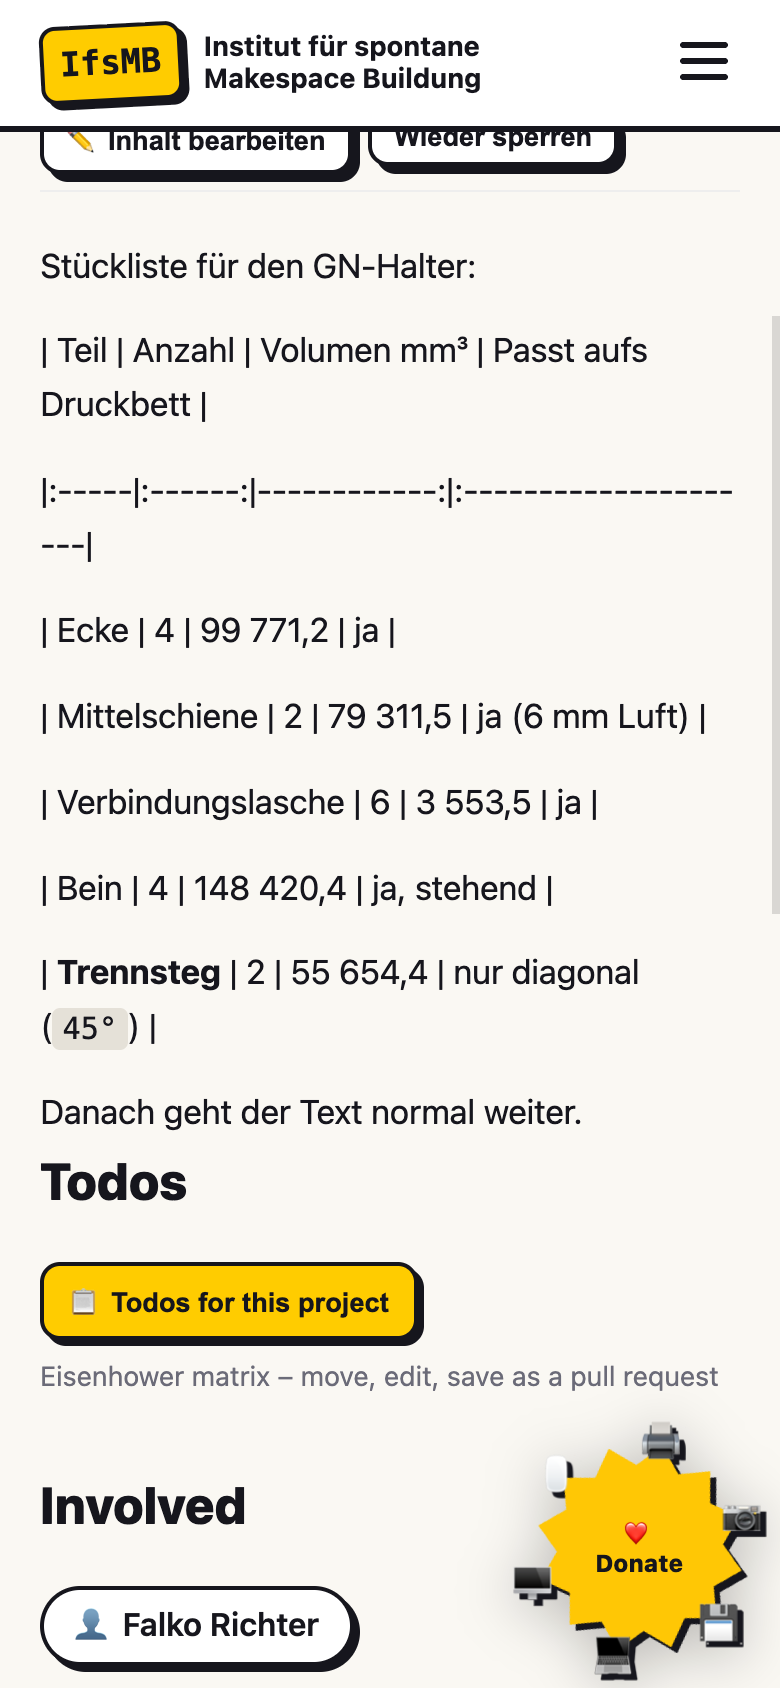 IfsMB
Institut für spontane
Makespace Buildung
Inhalt bearbeiten
Wieder sperren
Stückliste für den GN-Halter:
| Teil | Anzahl | Volumen mm³ | Passt aufs
Druckbett |
|:-----|:------:|------------:|:------------------
---|
| Ecke | 4 | 99 771,2 | ja |
| Mittelschiene | 2 | 79 311,5 | ja (6 mm Luft) |
| Verbindungslasche | 6 | 3 553,5 | ja |
| Bein | 4 | 148 420,4 | ja, stehend |
| Trennsteg | 2 | 55 654,4 | nur diagonal
(45°) |
Danach geht der Text normal weiter.
Todos
Todos for this project
Eisenhower matrix – move, edit, save as a pull request
Involved
Donate
Falko Richter